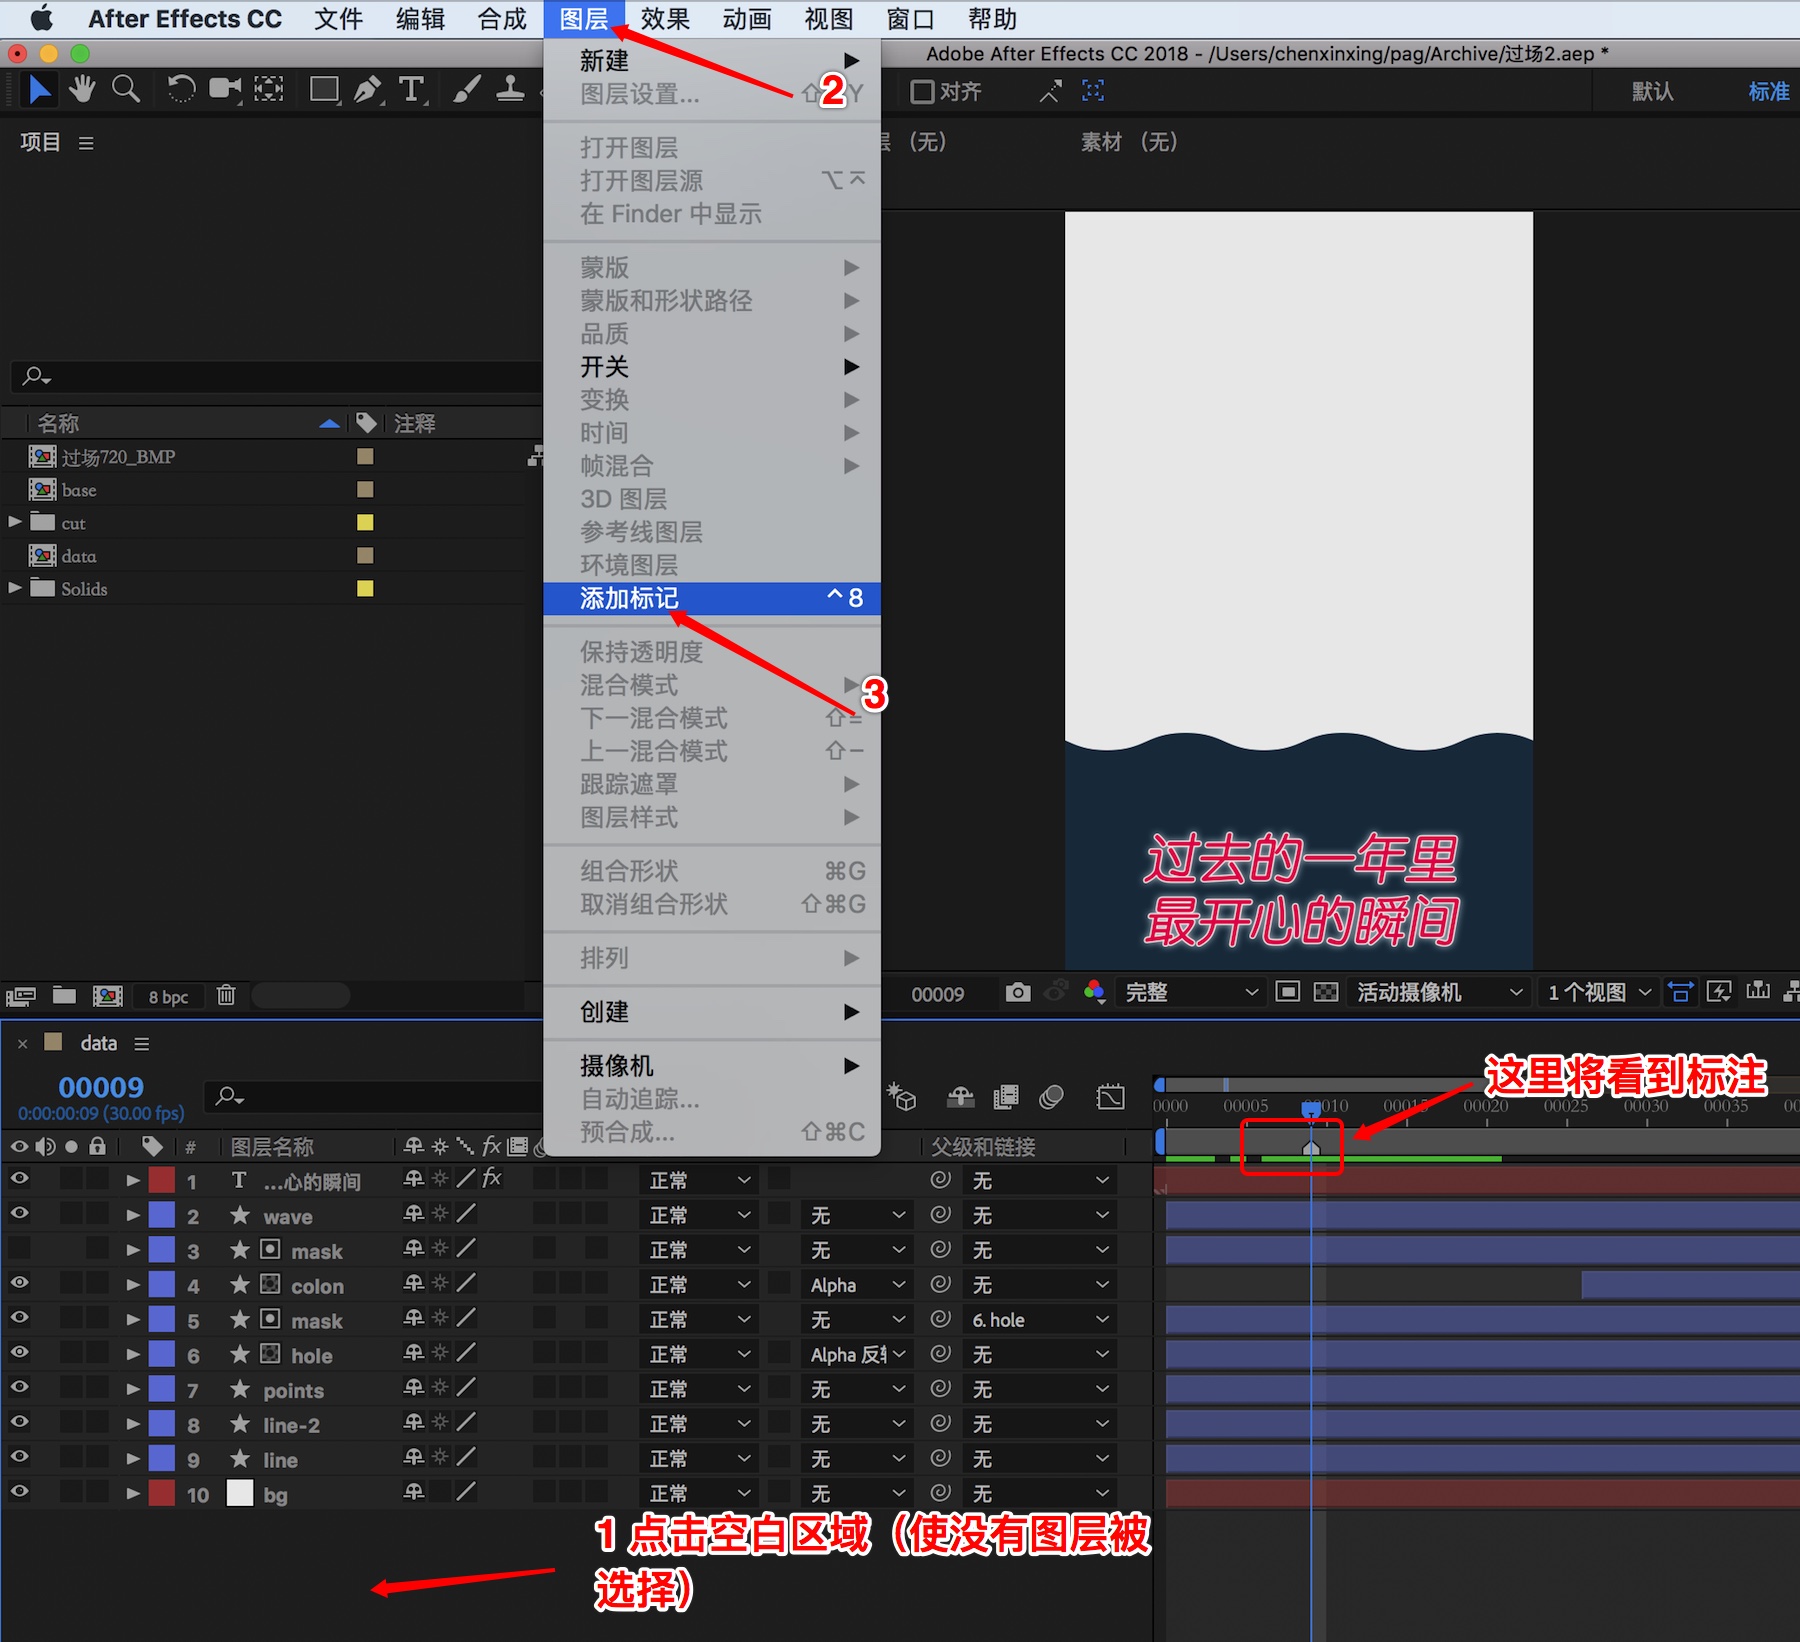 After Effects CC 文件 编辑 合成 图层 效果 动画 视图 窗口 帮助
Adobe After Effects CC 2018 - /Users/chenxinxing/pag/Archive/过场2.aep *
对齐 默认 标准
项目
(无) 素材 (无)
新建
图层设置... ⇧ Y
2
打开图层
打开图层源
在 Finder 中显示
蒙版
蒙版和形状路径
品质
开关
变换
时间
帧混合
3D 图层
参考线图层
环境图层
添加标记 ^ 8
保持透明度
混合模式
3
下一混合模式 ⇧=
上一混合模式 ⇧−
跟踪遮罩
图层样式
组合形状 ⌘G
取消组合形状 ⇧⌘G
排列
创建
摄像机
自动追踪...
预合成... ⇧⌘C
名称 注释
过场720_BMP
base
cut
data
Solids
8 bpc
过去的一年里
最开心的瞬间
00009 完整 活动摄像机 1 个视图
data
00009
0:00:00:09 (30.00 fps)
这里将看到标注
0000 00005 0010 00015 00020 00025 00030 00035 00
# 图层名称 fx 父级和链接
1 T ...心的瞬间 fx 正常 无
2 wave 正常 无 无
3 mask 正常 无 无
4 colon 正常 Alpha 无
5 mask 正常 无 6. hole
6 hole 正常 Alpha 反转 无
7 points 正常 无 无
8 line-2 正常 无 无
9 line 正常 无 无
10 bg 正常 无 无
1 点击空白区域（使没有图层被
选择）